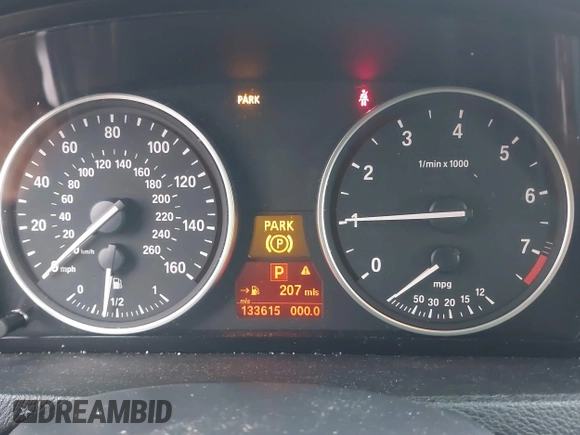 PARK
60 80 100
40 120
20 140
0 mph 160
80 100 120 140 160
60 180
40 200
20 220
km/h 240
260
0 1/2 1
PARK
(P)
P
207 mls
mls
133615 000.0
1/min x 1000
0 1 2 3 4 5 6 7
mpg
50 30 20 15 12
DREAMBID